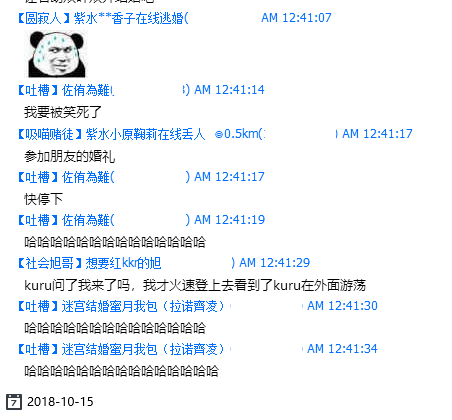 【圆寂人】紫水**香子在线逃婚( AM 12:41:07
【吐槽】佐侑為難( 3) AM 12:41:14
我要被笑死了
【吸喵赌徒】紫水小原鞠莉在线丢人 ⊙0.5km( ) AM 12:41:17
参加朋友的婚礼
【吐槽】佐侑為難( ) AM 12:41:17
快停下
【吐槽】佐侑為難( ) AM 12:41:19
哈哈哈哈哈哈哈哈哈哈哈哈哈哈
【社会旭哥】想要红kkr的旭 ) AM 12:41:29
kuru问了我来了吗，我才火速登上去看到了kuru在外面游荡
【吐槽】迷宫结婚蜜月我包（拉诺齊凌）( ) AM 12:41:30
哈哈哈哈哈哈哈哈哈哈哈哈哈哈
【吐槽】迷宫结婚蜜月我包（拉诺齊凌）( ) AM 12:41:34
哈哈哈哈哈哈哈哈哈哈哈哈哈哈哈
7 2018-10-15